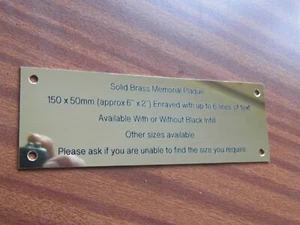 Solid Brass Memorial Plaque
150 x 50mm (approx 6" x 2") Enraved with up to 6 lines of text
Available With or Without Black Infill
Other sizes available
Please ask if you are unable to find the size you require